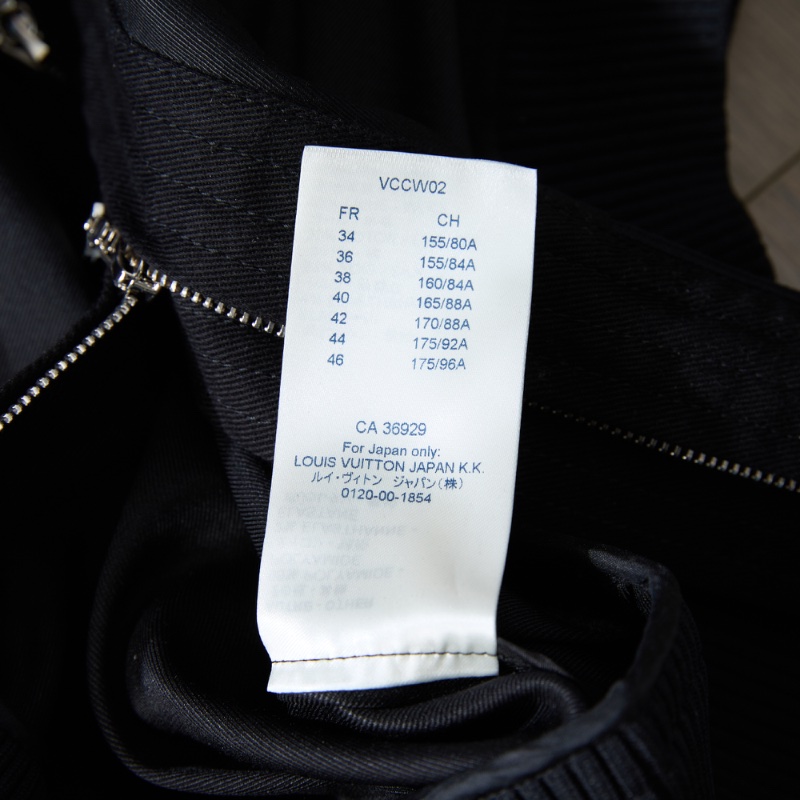 VCCW02
FR CH
34 155/80A
36 155/84A
38 160/84A
40 165/88A
42 170/88A
44 175/92A
46 175/96A
CA 36929
For Japan only:
LOUIS VUITTON JAPAN K.K.
ルイ・ヴィトン ジャパン(株)
0120-00-1854